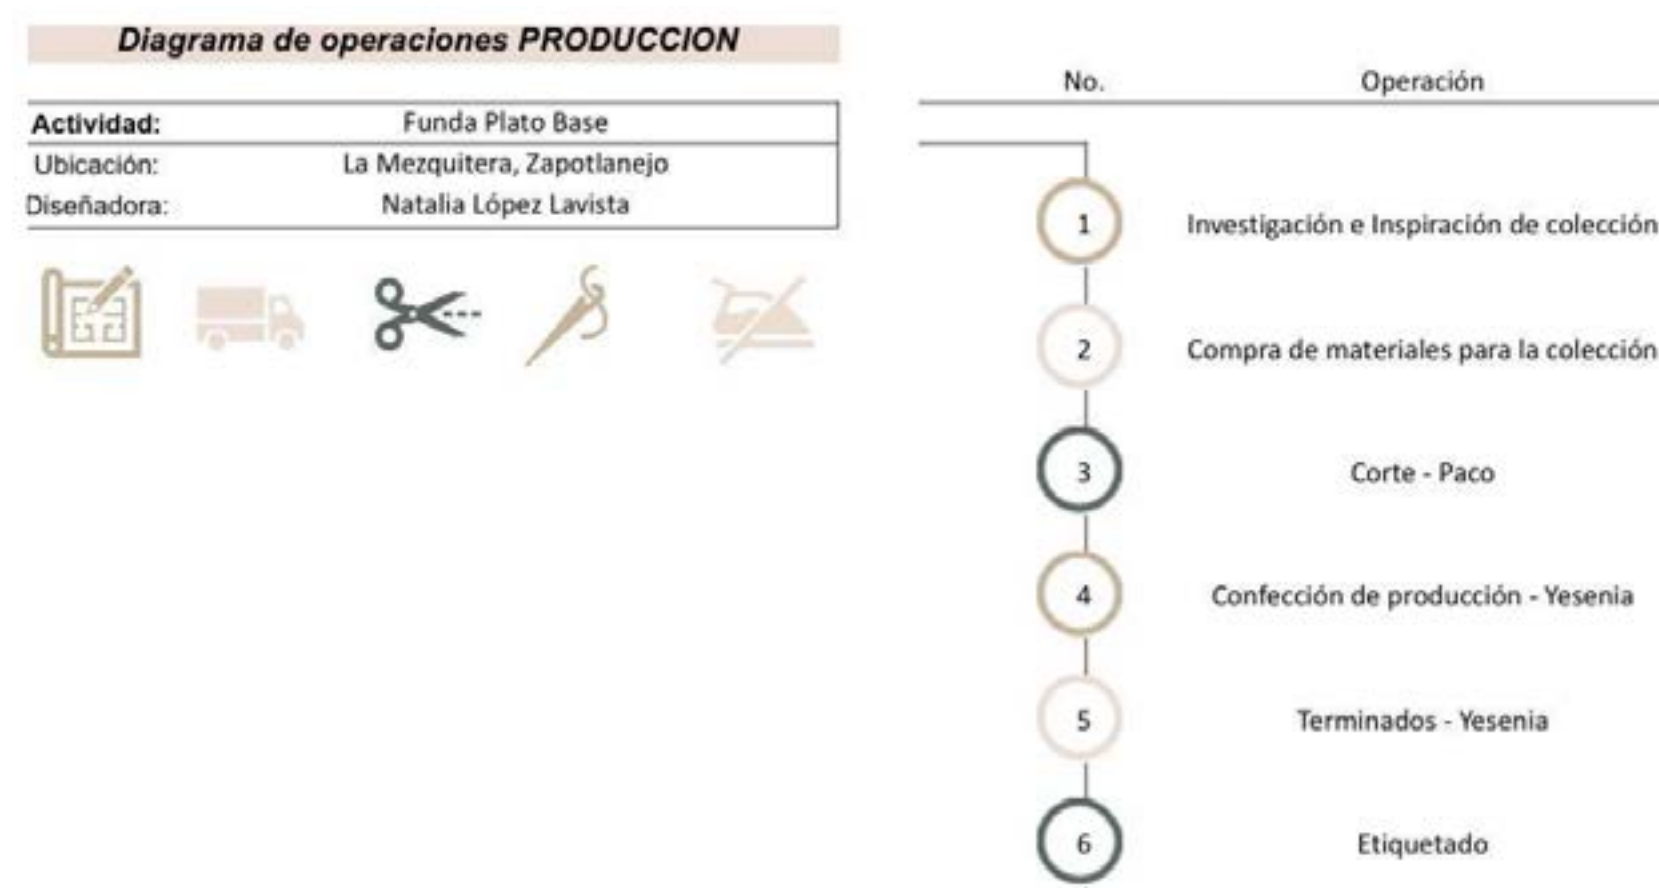 Diagrama de operaciones PRODUCCION
Actividad: Funda Plato Base
Ubicación: La Mezquitera, Zapotlanejo
Diseñadora: Natalia López Lavista
No. Operación
1 Investigación e Inspiración de colección
2 Compra de materiales para la colección
3 Corte - Paco
4 Confección de producción - Yesenia
5 Terminados - Yesenia
6 Etiquetado